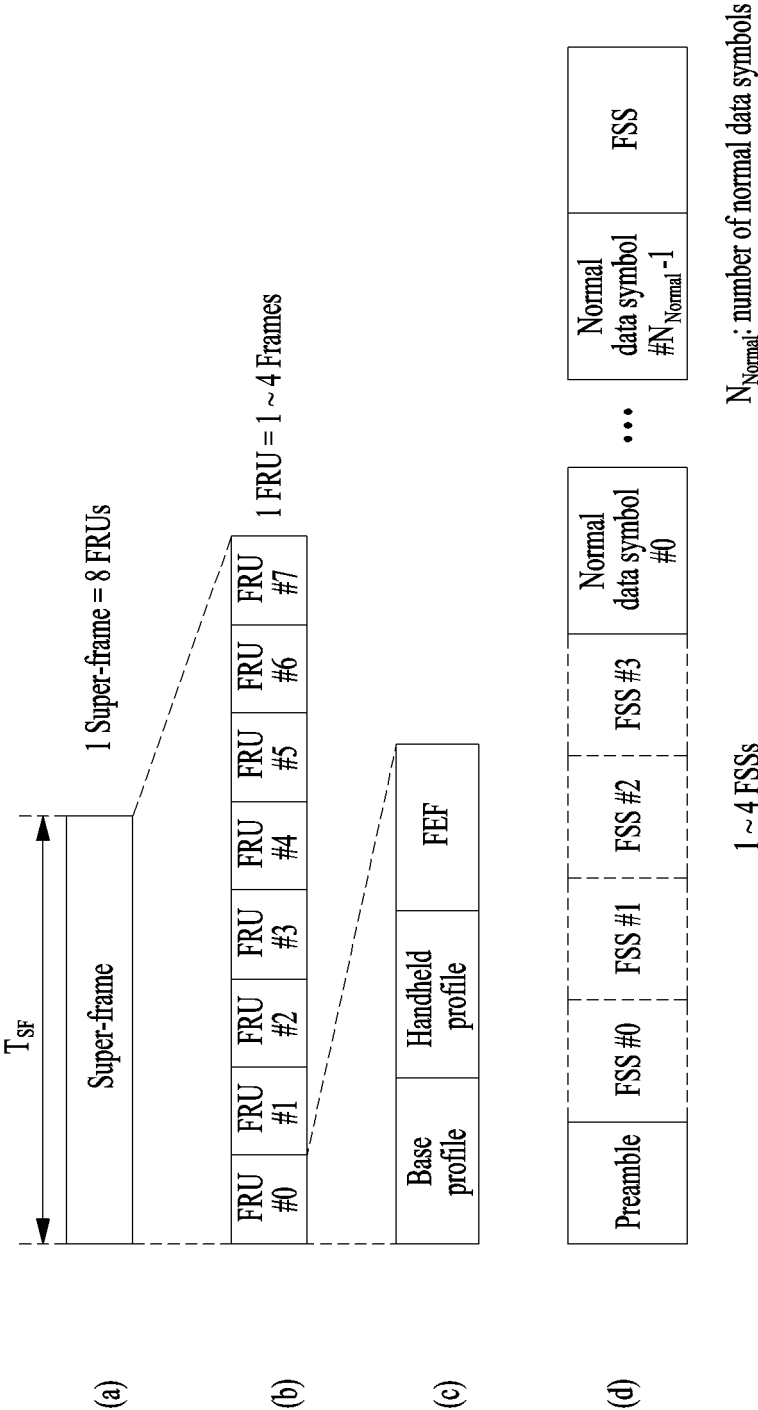 (a)
T_SF
Super-frame
1 Super-frame = 8 FRUs
(b)
FRU
#0
FRU
#1
FRU
#2
FRU
#3
FRU
#4
FRU
#5
FRU
#6
FRU
#7
1 FRU = 1 ~ 4 Frames
(c)
Base
profile
Handheld
profile
FEF
(d)
Preamble
FSS #0
FSS #1
FSS #2
FSS #3
Normal
data symbol
#0
...
Normal
data symbol
#N_Normal-1
FSS
1 ~ 4 FSSs
N_Normal: number of normal data symbols